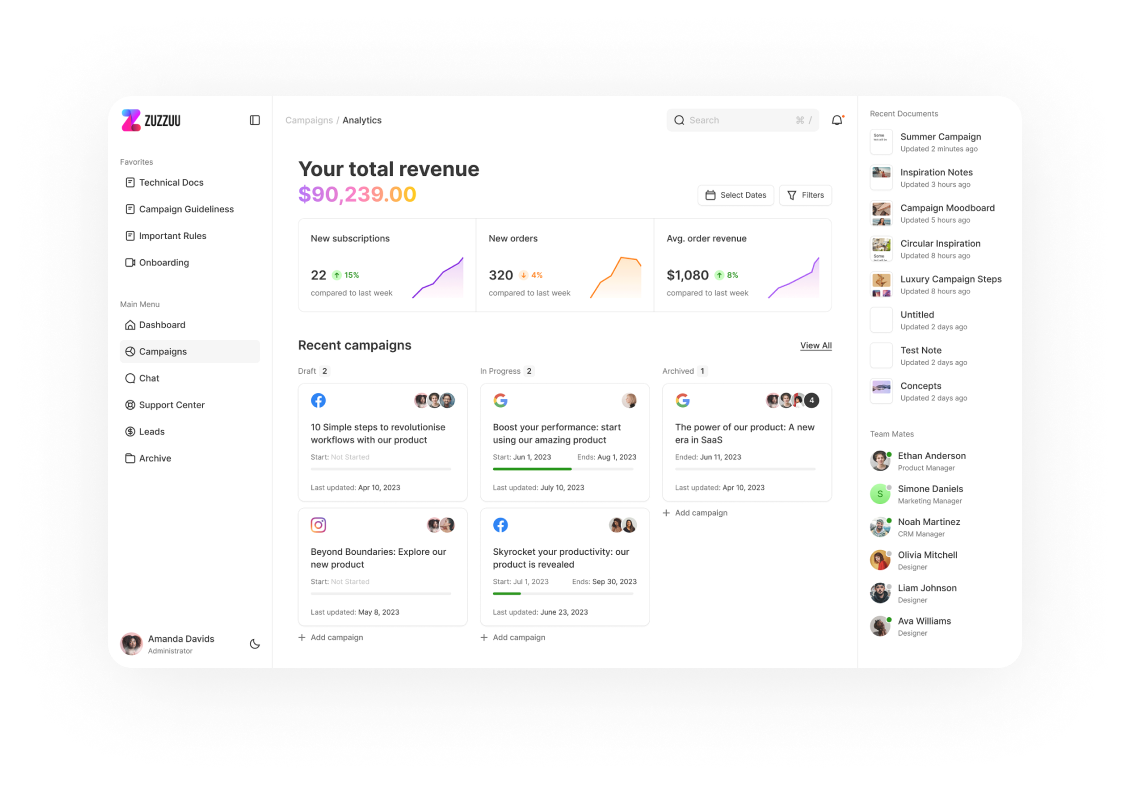 ZUZZUU
Favorites
Technical Docs
Campaign Guideliness
Important Rules
Onboarding
Main Menu
Dashboard
Campaigns
Chat
Support Center
Leads
Archive
Amanda Davids
Administrator
Campaigns / Analytics
Search ⌘ /
Your total revenue
$90,239.00
Select Dates
Filters
New subscriptions
22 15%
compared to last week
New orders
320 4%
compared to last week
Avg. order revenue
$1,080 8%
compared to last week
Recent campaigns
View All
Draft 2
10 Simple steps to revolutionise
workflows with our product
Start: Not Started
Last updated: Apr 10, 2023
Beyond Boundaries: Explore our
new product
Start: Not Started
Last updated: May 8, 2023
+ Add campaign
In Progress 2
Boost your performance: start
using our amazing product
Start: Jun 1, 2023 Ends: Aug 1, 2023
Last updated: July 10, 2023
Skyrocket your productivity: our
product is revealed
Start: Jul 1, 2023 Ends: Sep 30, 2023
Last updated: June 23, 2023
+ Add campaign
Archived 1
4
The power of our product: A new
era in SaaS
Ended: Jun 11, 2023
Last updated: Apr 10, 2023
+ Add campaign
Recent Documents
Summer Campaign
Updated 2 minutes ago
Inspiration Notes
Updated 3 hours ago
Campaign Moodboard
Updated 5 hours ago
Circular Inspiration
Updated 8 hours ago
Luxury Campaign Steps
Updated 8 hours ago
Untitled
Updated 2 days ago
Test Note
Updated 2 days ago
Concepts
Updated 2 days ago
Team Mates
Ethan Anderson
Product Manager
S
Simone Daniels
Marketing Manager
Noah Martinez
CRM Manager
Olivia Mitchell
Designer
Liam Johnson
Designer
Ava Williams
Designer